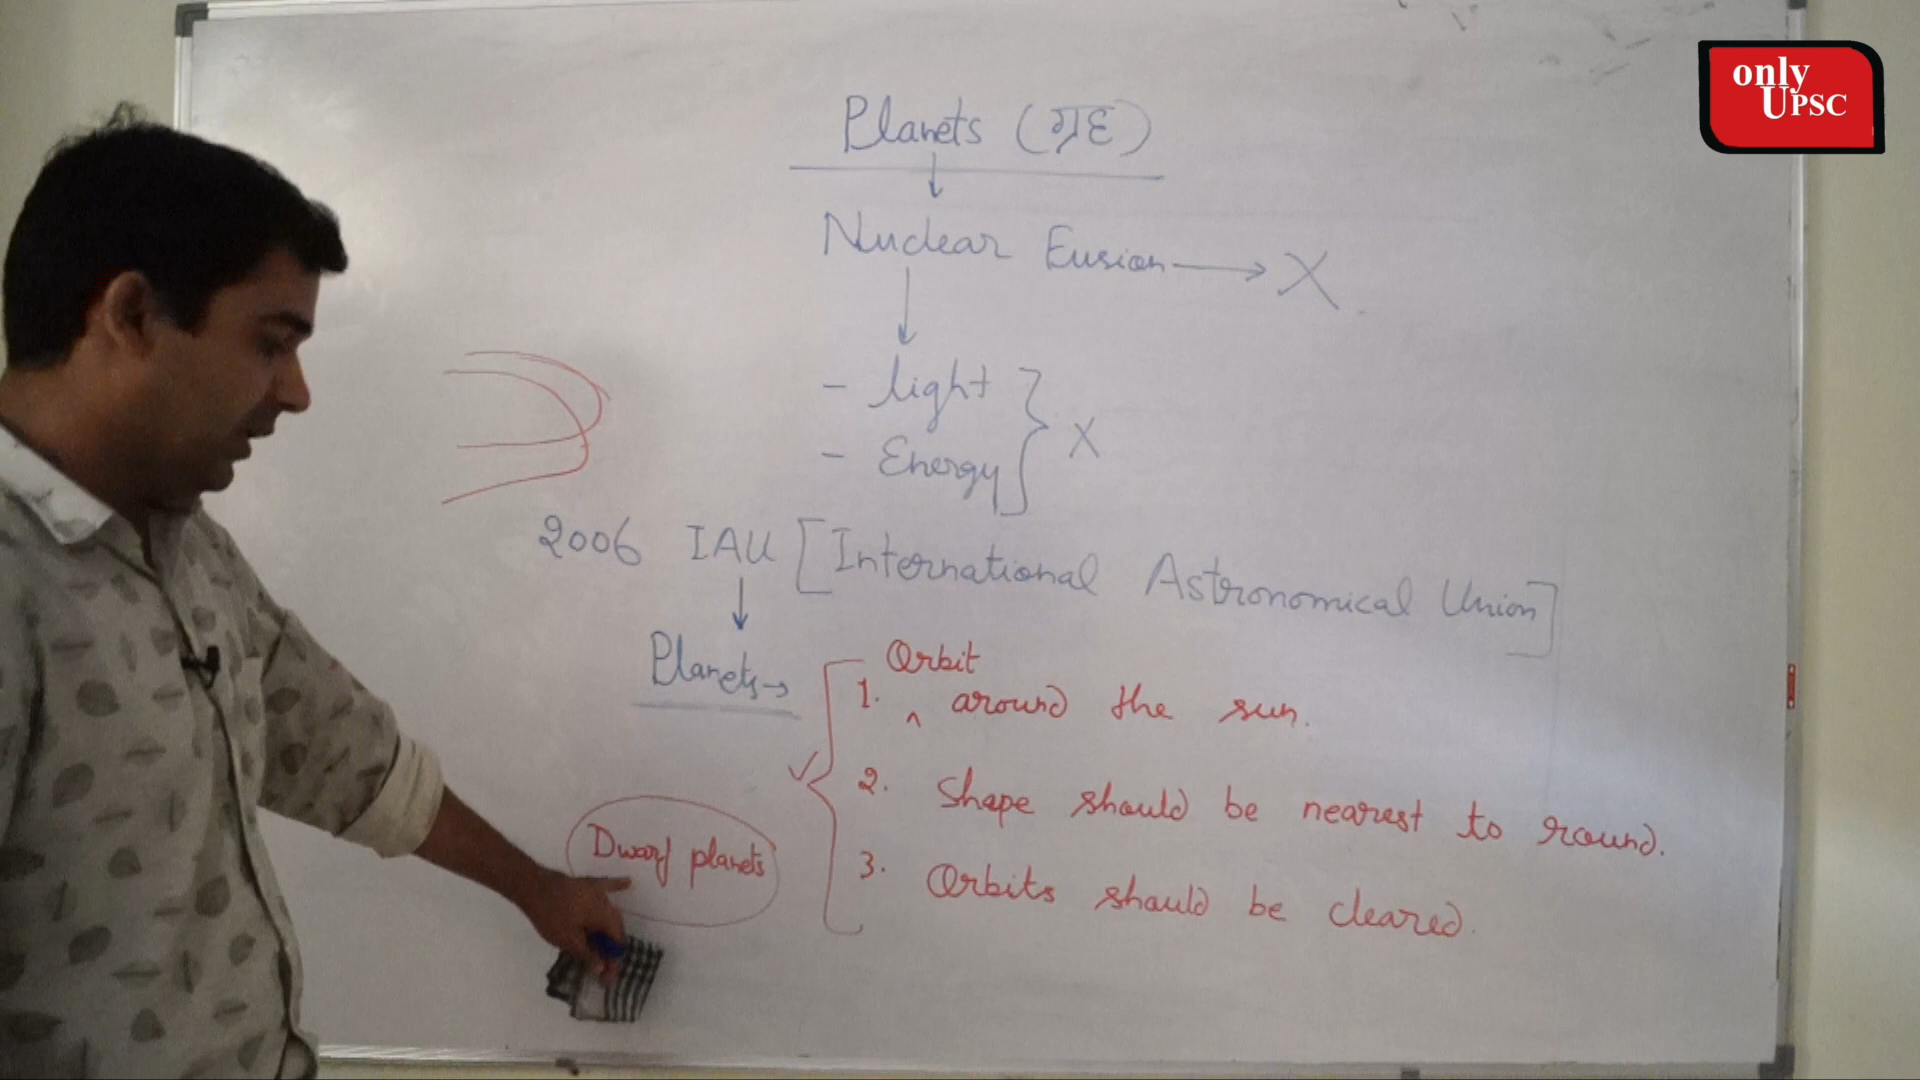 only
UPSC
Planets (ग्रह)
Nuclear Fusion → X
- light
- Energy } X
2006 IAU [International Astronomical Union]
Planets →
Orbit
1. ^ around the sun.
2. Shape should be nearest to round.
Dwarf planets
3. Orbits should be cleared.